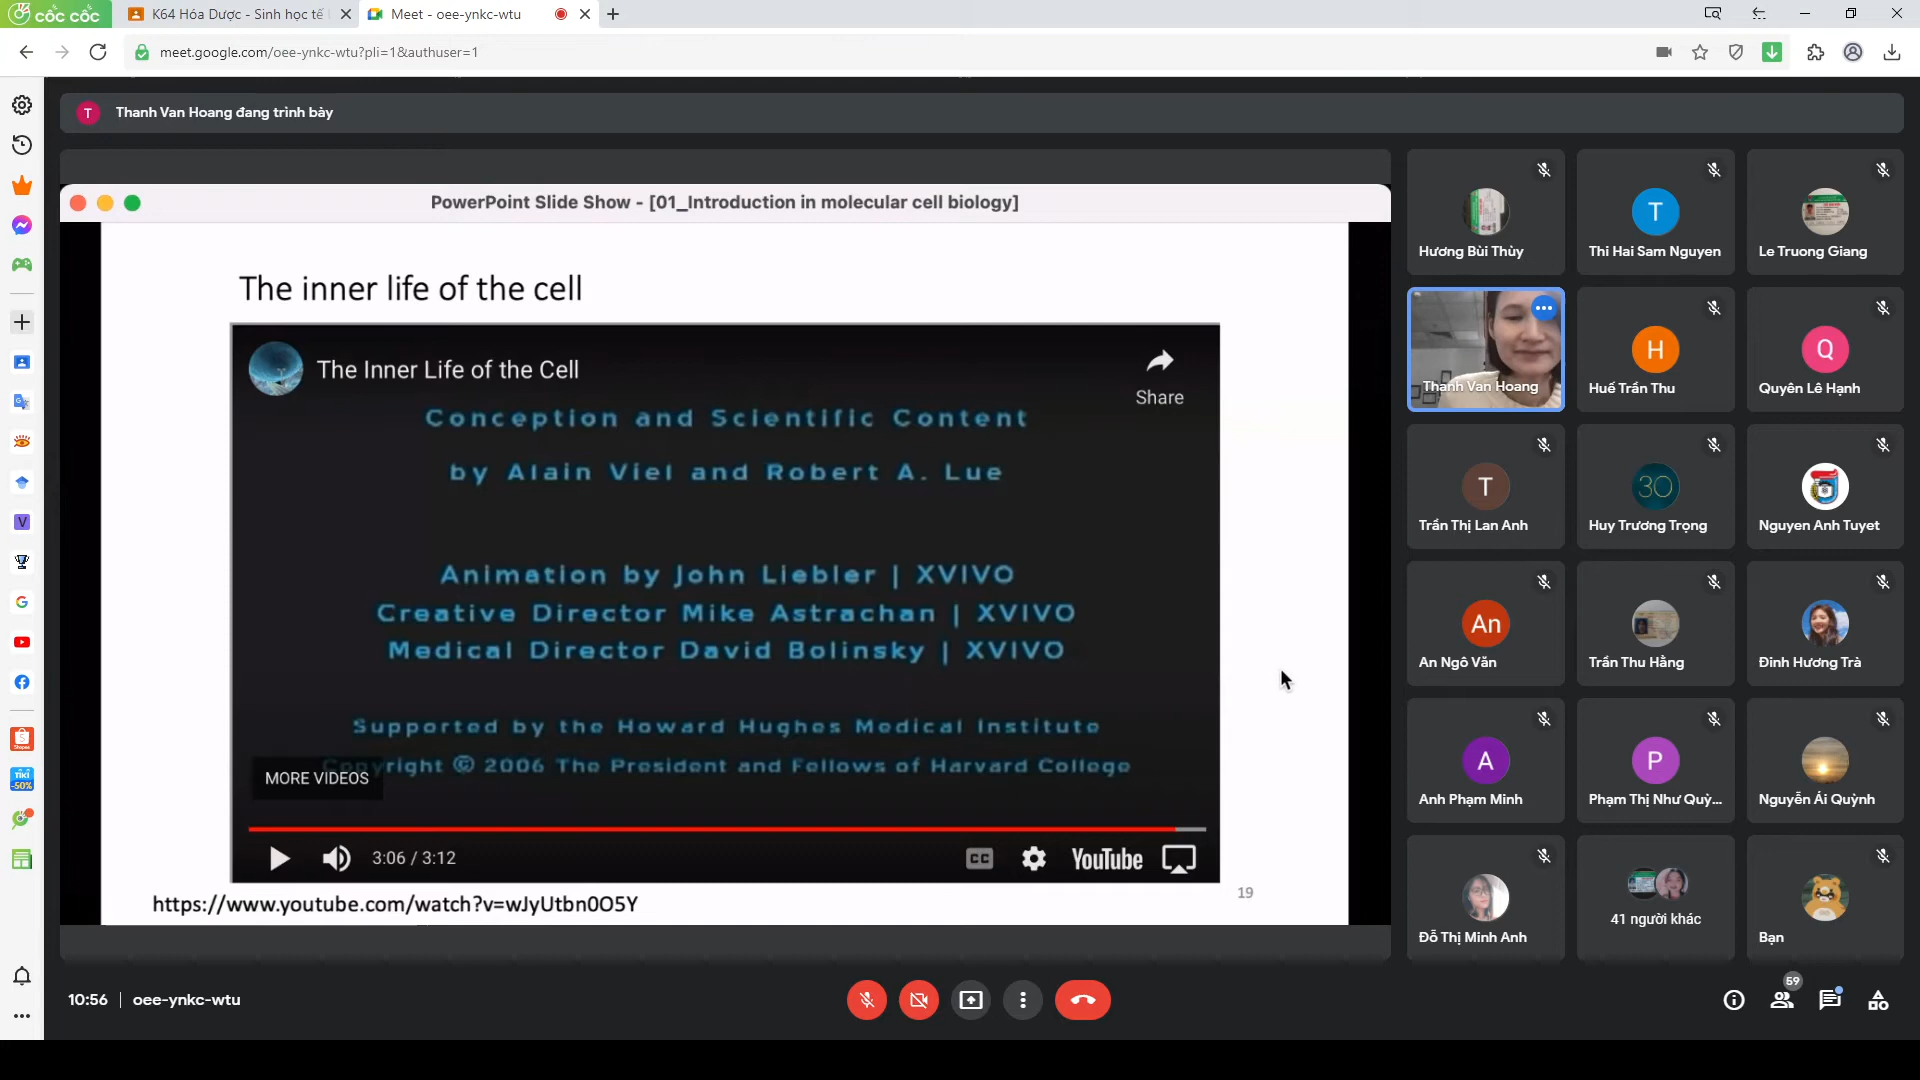 cốc cốc
K64 Hóa Dược - Sinh học tế
Meet - oee-ynkc-wtu
meet.google.com/oee-ynkc-wtu?pli=1&authuser=1
T
Thanh Van Hoang đang trình bày
PowerPoint Slide Show - [01_Introduction in molecular cell biology]
The inner life of the cell
The Inner Life of the Cell
Share
Conception and Scientific Content
by Alain Viel and Robert A. Lue
Animation by John Liebler | XVIVO
Creative Director Mike Astrachan | XVIVO
Medical Director David Bolinsky | XVIVO
Supported by the Howard Hughes Medical Institute
Copyright © 2006 The President and Fellows of Harvard College
MORE VIDEOS
3:06 / 3:12
CC
YouTube
19
https://www.youtube.com/watch?v=wJyUtbn0O5Y
Hương Bùi Thùy
T
Thi Hai Sam Nguyen
Le Truong Giang
Thanh Van Hoang
H
Huế Trần Thu
Q
Quyên Lê Hạnh
T
Trần Thị Lan Anh
30
Huy Trương Trọng
Nguyen Anh Tuyet
An
An Ngô Văn
Trần Thu Hằng
Đinh Hương Trà
A
Anh Phạm Minh
P
Phạm Thị Như Quỳ...
Nguyễn Ái Quỳnh
Đỗ Thị Minh Anh
41 người khác
Bạn
V
G
TIKI
-50%
10:56
oee-ynkc-wtu
59